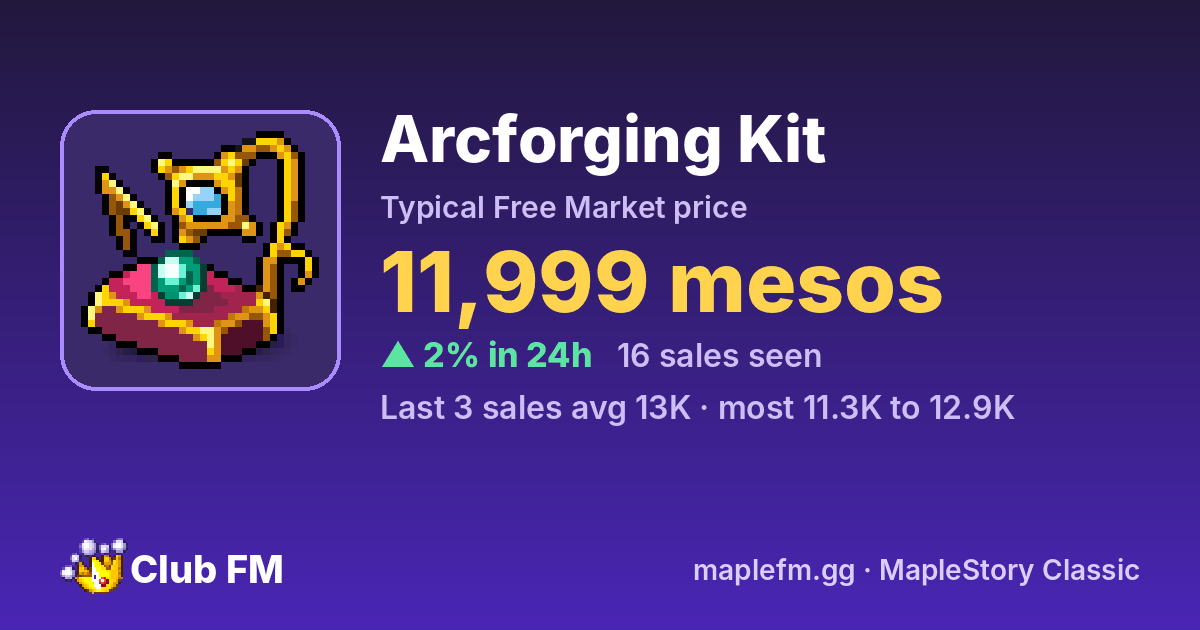 Arcforging Kit
Typical Free Market price
11,999 mesos
▲ 2% in 24h 16 sales seen
Last 3 sales avg 13K · most 11.3K to 12.9K
Club FM
maplefm.gg · MapleStory Classic